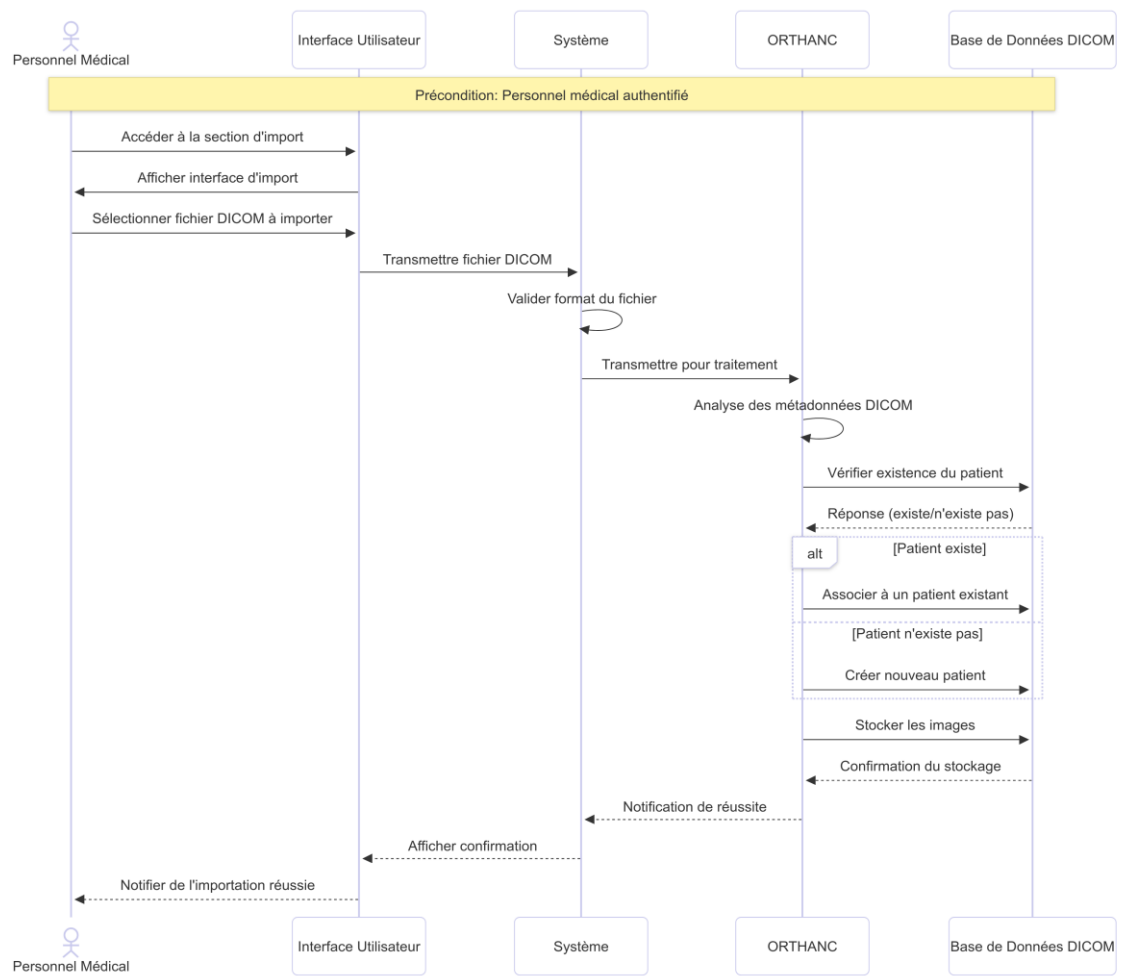 Personnel Médical
Interface Utilisateur
Système
ORTHANC
Base de Données DICOM
Précondition: Personnel médical authentifié
Accéder à la section d'import
Afficher interface d'import
Sélectionner fichier DICOM à importer
Transmettre fichier DICOM
Valider format du fichier
Transmettre pour traitement
Analyse des métadonnées DICOM
Vérifier existence du patient
Réponse (existe/n'existe pas)
alt
[Patient existe]
Associer à un patient existant
[Patient n'existe pas]
Créer nouveau patient
Stocker les images
Confirmation du stockage
Notification de réussite
Afficher confirmation
Notifier de l'importation réussie
Personnel Médical
Interface Utilisateur
Système
ORTHANC
Base de Données DICOM